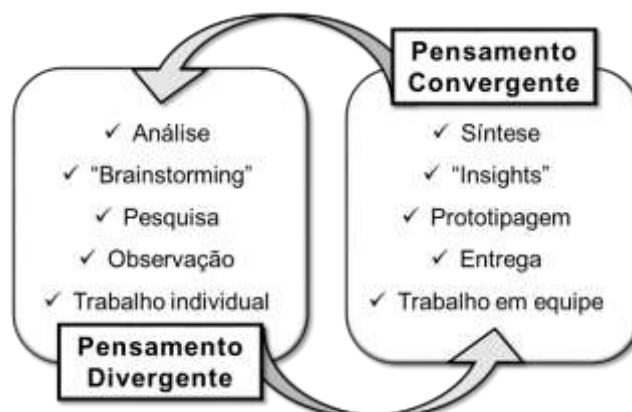 Pensamento
Convergente
✓ Análise
✓ "Brainstorming"
✓ Pesquisa
✓ Observação
✓ Trabalho individual
Pensamento
Divergente
✓ Síntese
✓ "Insights"
✓ Prototipagem
✓ Entrega
✓ Trabalho em equipe